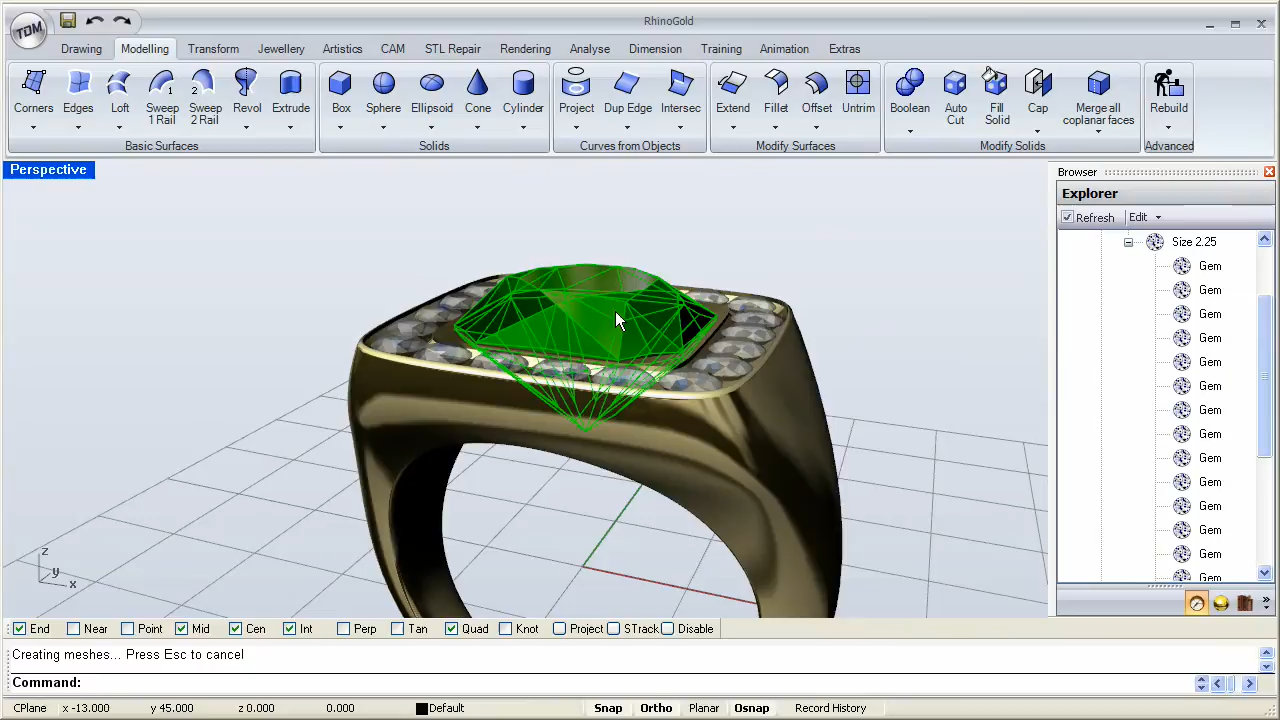 TDM
RhinoGold
Drawing Modelling Transform Jewellery Artistics CAM STL Repair Rendering Analyse Dimension Training Animation Extras
Corners Edges Loft Sweep 1 Rail Sweep 2 Rail Revol Extrude Box Sphere Ellipsoid Cone Cylinder Project Dup Edge Intersec Extend Fillet Offset Untrim Boolean Auto Cut Fill Solid Cap Merge all coplanar faces Rebuild
Basic Surfaces Solids Curves from Objects Modify Surfaces Modify Solids Advanced
Perspective
Browser
Explorer
Refresh Edit
Size 2.25
Gem
Gem
Gem
Gem
Gem
Gem
Gem
Gem
Gem
Gem
Gem
Gem
Gem
Gem
z
y
x
End Near Point Mid Cen Int Perp Tan Quad Knot Project STrack Disable
Creating meshes... Press Esc to cancel
Command:
CPlane x -13.000 y 45.000 z 0.000 0.000 Default Snap Ortho Planar Osnap Record History